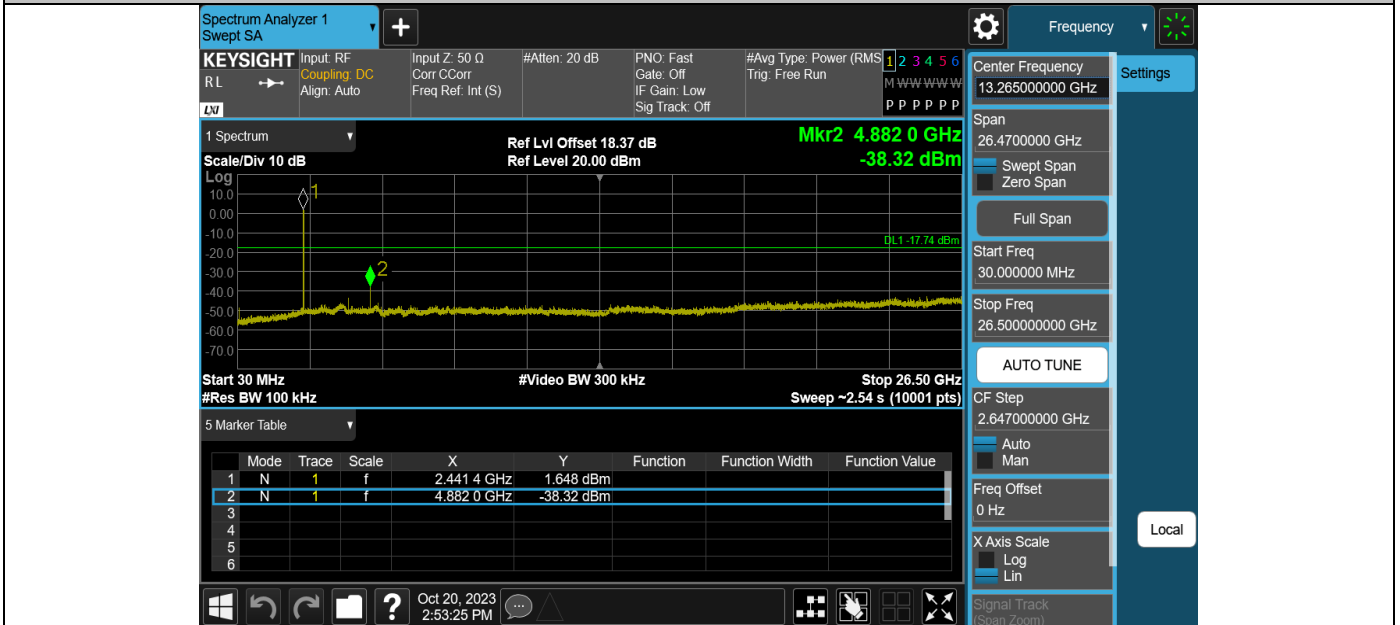 Spectrum Analyzer 1
Swept SA
+
Frequency
KEYSIGHT
RL
LXI
Input: RF
Coupling: DC
Align: Auto
Input Z: 50 Ω
Corr CCorr
Freq Ref: Int (S)
#Atten: 20 dB
PNO: Fast
Gate: Off
IF Gain: Low
Sig Track: Off
#Avg Type: Power (RMS
Trig: Free Run
1 2 3 4 5 6
M W W W W W
P P P P P P
1 Spectrum
Scale/Div 10 dB
Ref Lvl Offset 18.37 dB
Ref Level 20.00 dBm
Mkr2 4.882 0 GHz
-38.32 dBm
Log
10.0
0.00
-10.0
-20.0
-30.0
-40.0
-50.0
-60.0
-70.0
1
2
DL1 -17.74 dBm
Start 30 MHz
#Video BW 300 kHz
Stop 26.50 GHz
#Res BW 100 kHz
Sweep ~2.54 s (10001 pts)
5 Marker Table
Mode Trace Scale X Y Function Function Width Function Value
1 N 1 f 2.441 4 GHz 1.648 dBm
2 N 1 f 4.882 0 GHz -38.32 dBm
3
4
5
6
Oct 20, 2023
2:53:25 PM
Center Frequency
13.265000000 GHz
Settings
Span
26.4700000 GHz
Swept Span
Zero Span
Full Span
Start Freq
30.000000 MHz
Stop Freq
26.500000000 GHz
AUTO TUNE
CF Step
2.647000000 GHz
Auto
Man
Freq Offset
0 Hz
X Axis Scale
Log
Lin
Local
Signal Track
(Span Zoom)